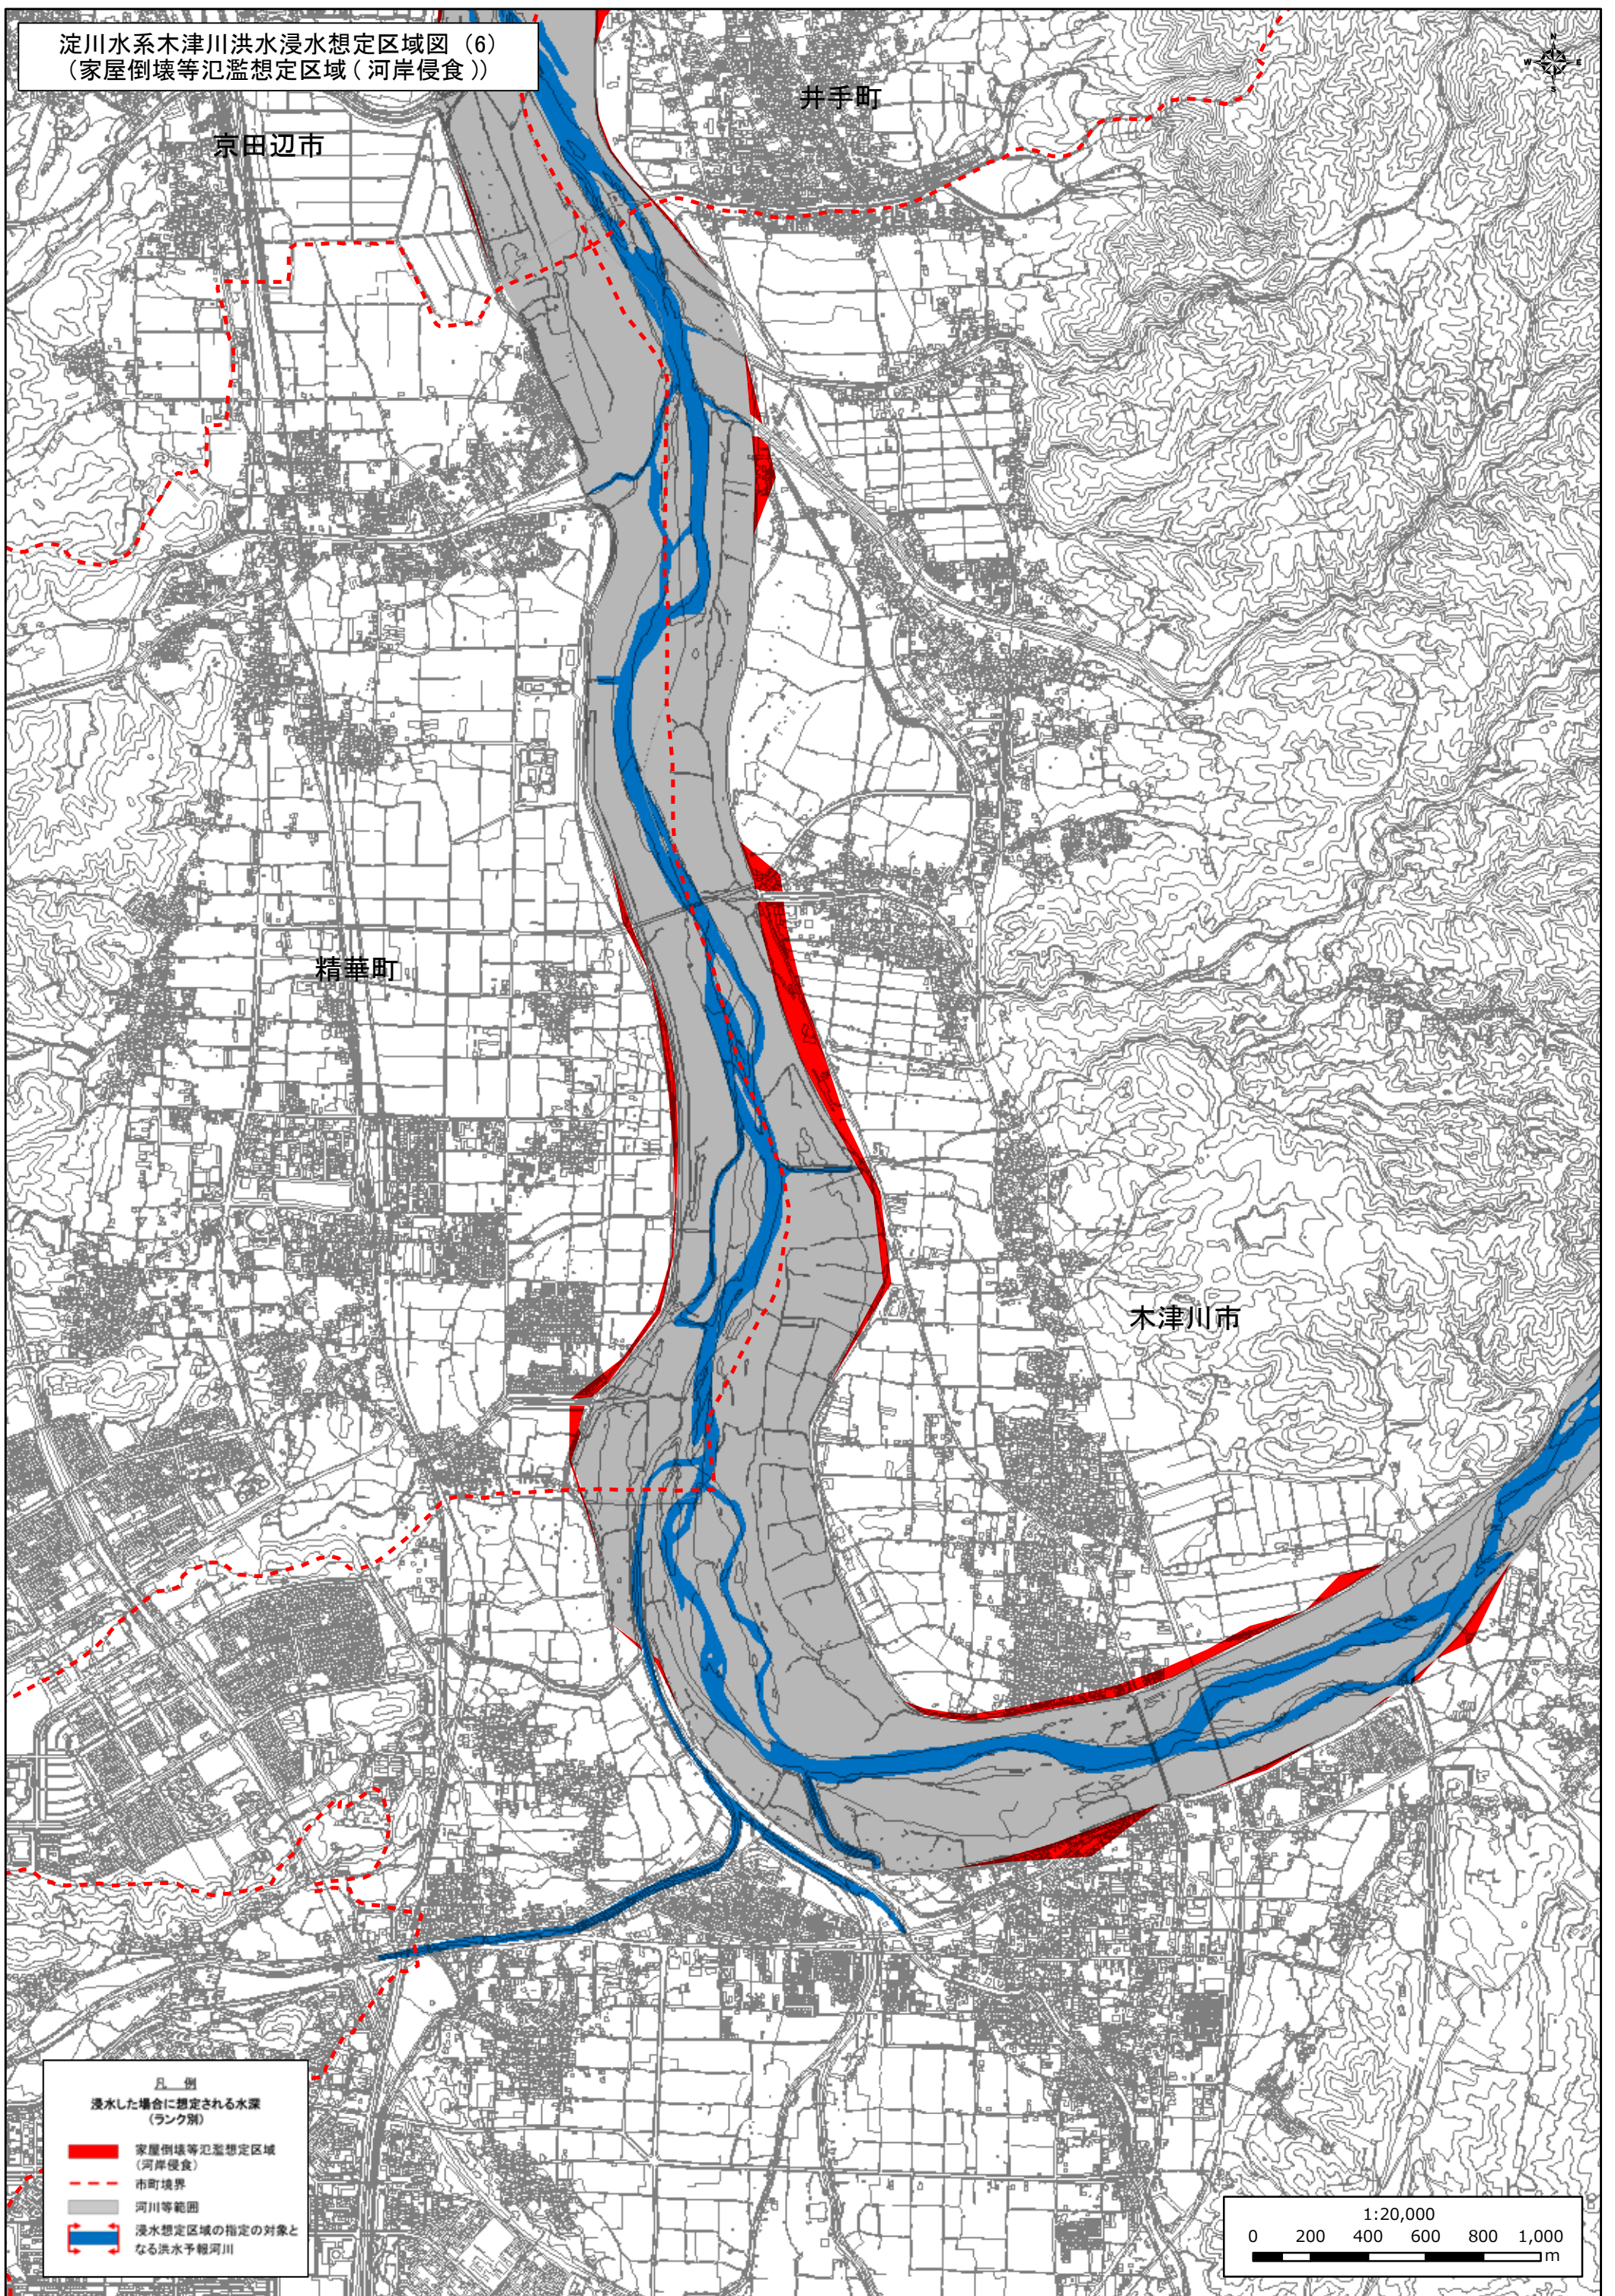 淀川水系木津川洪水浸水想定区域図（6）
（家屋倒壊等氾濫想定区域（河岸侵食））
N
W E
S
井手町
京田辺市
精華町
木津川市
凡 例
浸水した場合に想定される水深
（ランク別）
家屋倒壊等氾濫想定区域
（河岸侵食）
市町境界
河川等範囲
浸水想定区域の指定の対象と
なる洪水予報河川
1:20,000
0 200 400 600 800 1,000
m